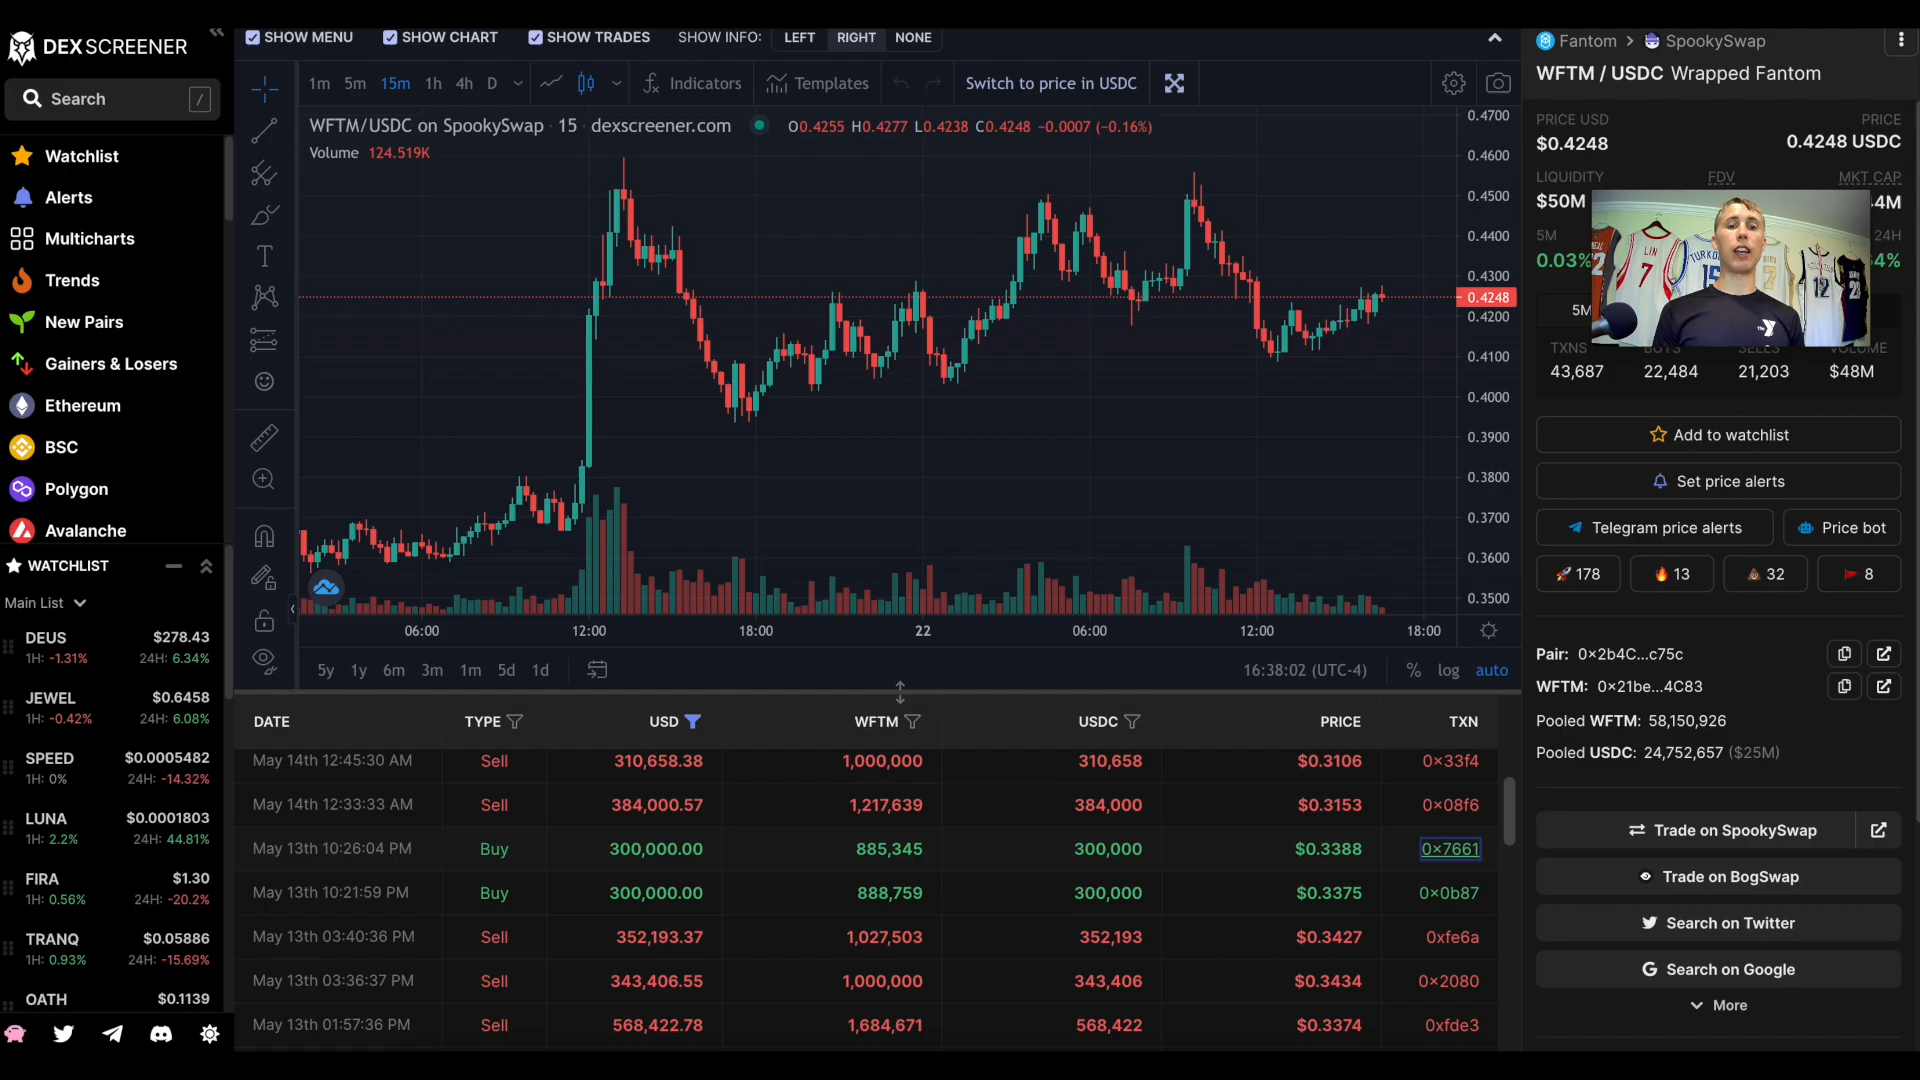 DEX SCREENER
Search /
Watchlist
Alerts
Multicharts
Trends
New Pairs
Gainers & Losers
Ethereum
BSC
Polygon
Avalanche
WATCHLIST
Main List
DEUS $278.43
1H: -1.31% 24H: 6.34%
JEWEL $0.6458
1H: -0.42% 24H: 6.08%
SPEED $0.0005482
1H: 0% 24H: -14.32%
LUNA $0.0001803
1H: 2.2% 24H: 44.81%
FIRA $1.30
1H: 0.56% 24H: -20.2%
TRANQ $0.05886
1H: 0.93% 24H: -15.69%
OATH $0.1139
SHOW MENU SHOW CHART SHOW TRADES SHOW INFO: LEFT RIGHT NONE
1m 5m 15m 1h 4h D Indicators Templates Switch to price in USDC
WFTM/USDC on SpookySwap · 15 · dexscreener.com O0.4255 H0.4277 L0.4238 C0.4248 -0.0007 (-0.16%)
Volume 124.519K
0.4700
0.4600
0.4500
0.4400
0.4300
0.4248
0.4200
0.4100
0.4000
0.3900
0.3800
0.3700
0.3600
0.3500
06:00 12:00 18:00 22 06:00 12:00 18:00
5y 1y 6m 3m 1m 5d 1d 16:38:02 (UTC-4) % log auto
DATE TYPE USD WFTM USDC PRICE TXN
May 14th 12:45:30 AM Sell 310,658.38 1,000,000 310,658 $0.3106 0x33f4
May 14th 12:33:33 AM Sell 384,000.57 1,217,639 384,000 $0.3153 0x08f6
May 13th 10:26:04 PM Buy 300,000.00 885,345 300,000 $0.3388 0x7661
May 13th 10:21:59 PM Buy 300,000.00 888,759 300,000 $0.3375 0x0b87
May 13th 03:40:36 PM Sell 352,193.37 1,027,503 352,193 $0.3427 0xfe6a
May 13th 03:36:37 PM Sell 343,406.55 1,000,000 343,406 $0.3434 0x2080
May 13th 01:57:36 PM Sell 568,422.78 1,684,671 568,422 $0.3374 0xfde3
Fantom > SpookySwap
WFTM / USDC Wrapped Fantom
PRICE USD PRICE
$0.4248 0.4248 USDC
LIQUIDITY FDV MKT CAP
$50M 4M
5M 24H
0.03% 4%
LIN
7
TURKO
15
7
12
Y
5M
TXNS BUYS SELLS VOLUME
43,687 22,484 21,203 $48M
Add to watchlist
Set price alerts
Telegram price alerts Price bot
178 13 32 8
Pair: 0x2b4C...c75c
WFTM: 0x21be...4C83
Pooled WFTM: 58,150,926
Pooled USDC: 24,752,657 ($25M)
Trade on SpookySwap
Trade on BogSwap
Search on Twitter
Search on Google
More